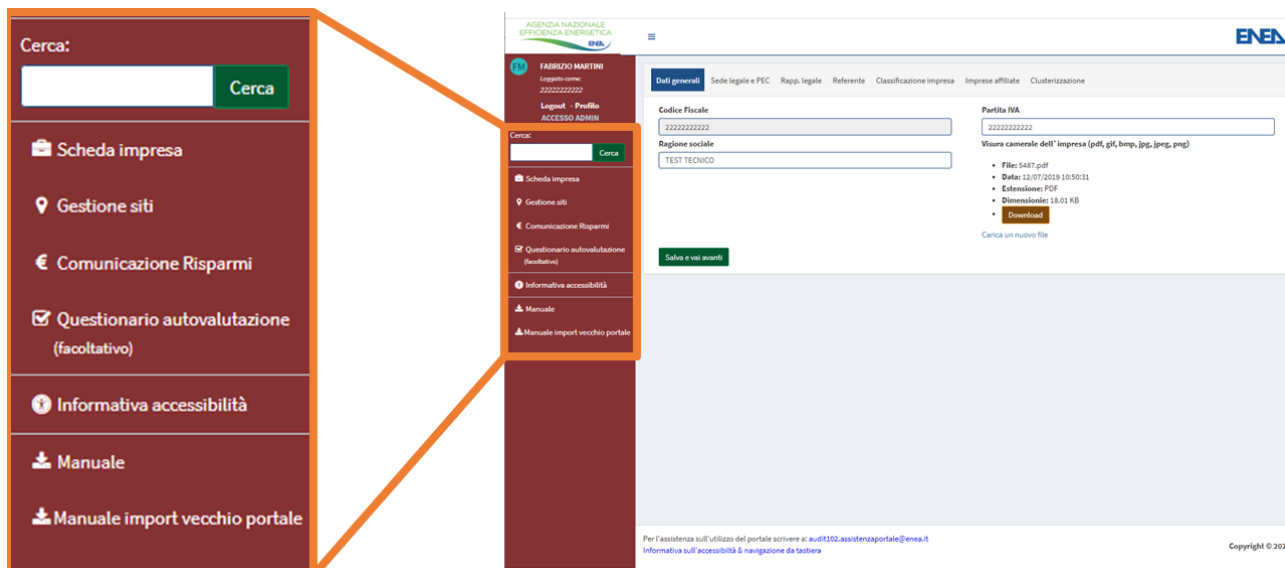 Cerca:
Cerca
Scheda impresa
Gestione siti
€ Comunicazione Risparmi
Questionario autovalutazione
(facoltativo)
Informativa accessibilità
Manuale
Manuale import vecchio portale
AGENZIA NAZIONALE
EFFICIENZA ENERGETICA
ENEA
FM
FABRIZIO MARTINI
Loggato come:
22222222222
Logout - Profilo
ACCESSO ADMIN
Cerca:
Cerca
Scheda impresa
Gestione siti
€ Comunicazione Risparmi
Questionario autovalutazione
(facoltativo)
Informativa accessibilità
Manuale
Manuale import vecchio portale
ENEA
Dati generali Sede legale e PEC Rapp. legale Referente Classificazione impresa Imprese affiliate Clusterizzazione
Codice Fiscale
22222222222
Ragione sociale
TEST TECNICO
Partita IVA
22222222222
Visura camerale dell' impresa (pdf, gif, bmp, jpg, jpeg, png)
• File: 5487.pdf
• Data: 12/07/2019 10:50:31
• Estensione: PDF
• Dimensionie: 18.01 KB
• Download
Carica un nuovo file
Salva e vai avanti
Per l'assistenza sull'utilizzo del portale scrivere a: audit102.assistenzaportale@enea.it
Informativa sull'accessibiltà & navigazione da tastiera
Copyright © 202